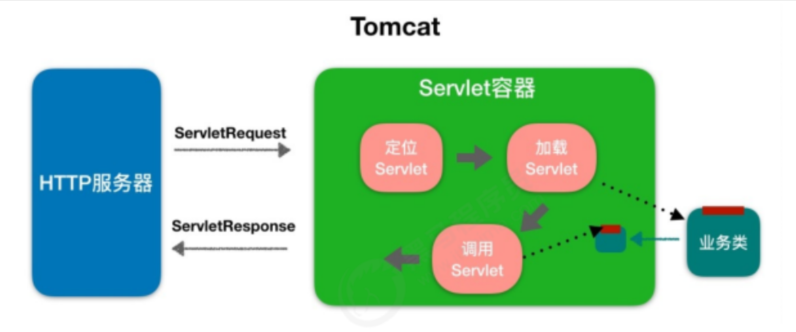 Tomcat
Servlet容器
ServletRequest
定位
Servlet
加载
Servlet
HTTP服务器
ServletResponse
调用
Servlet
业务类